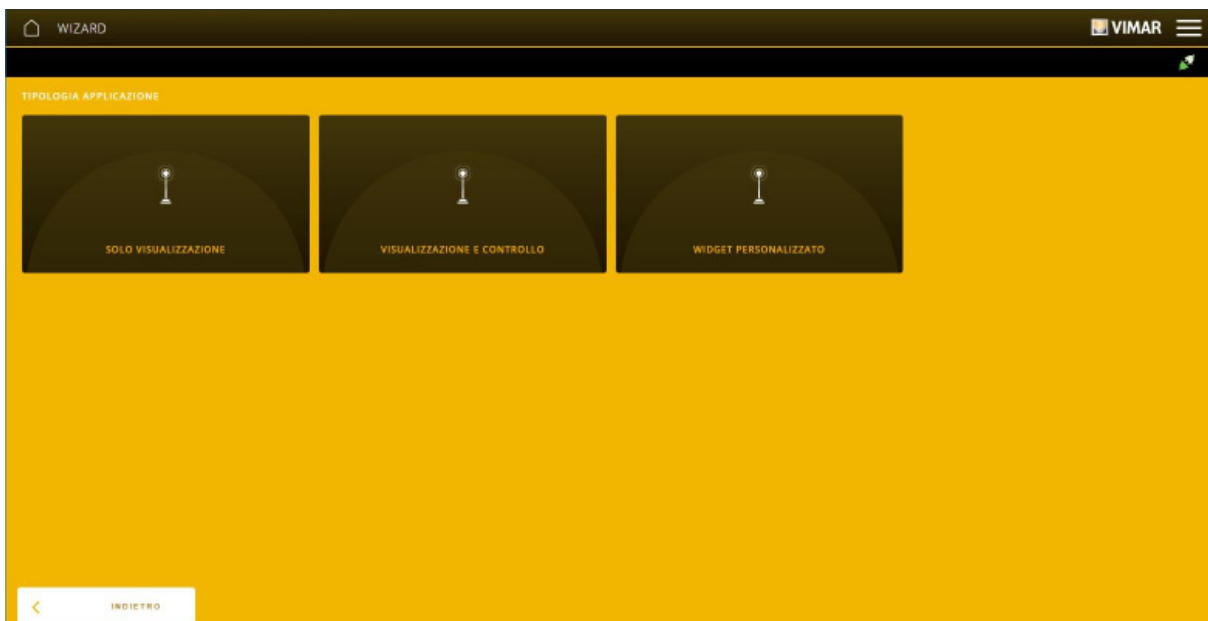 WIZARD
VIMAR
TIPOLOGIA APPLICAZIONE
SOLO VISUALIZZAZIONE
VISUALIZZAZIONE E CONTROLLO
WIDGET PERSONALIZZATO
INDIETRO